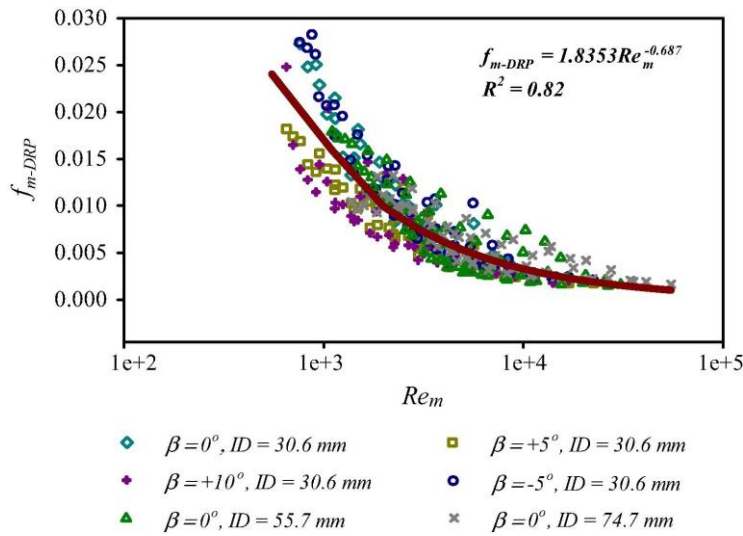 0.030
0.025
0.020
0.015
0.010
0.005
0.000
f_{m-DRP}
f_{m-DRP} = 1.8353Re_m^{-0.687}
R^2 = 0.82
1e+2 1e+3 1e+4 1e+5
Re_m
β=0°, ID = 30.6 mm
β=+5°, ID = 30.6 mm
β=+10°, ID = 30.6 mm
β=-5°, ID = 30.6 mm
β=0°, ID = 55.7 mm
β=0°, ID = 74.7 mm